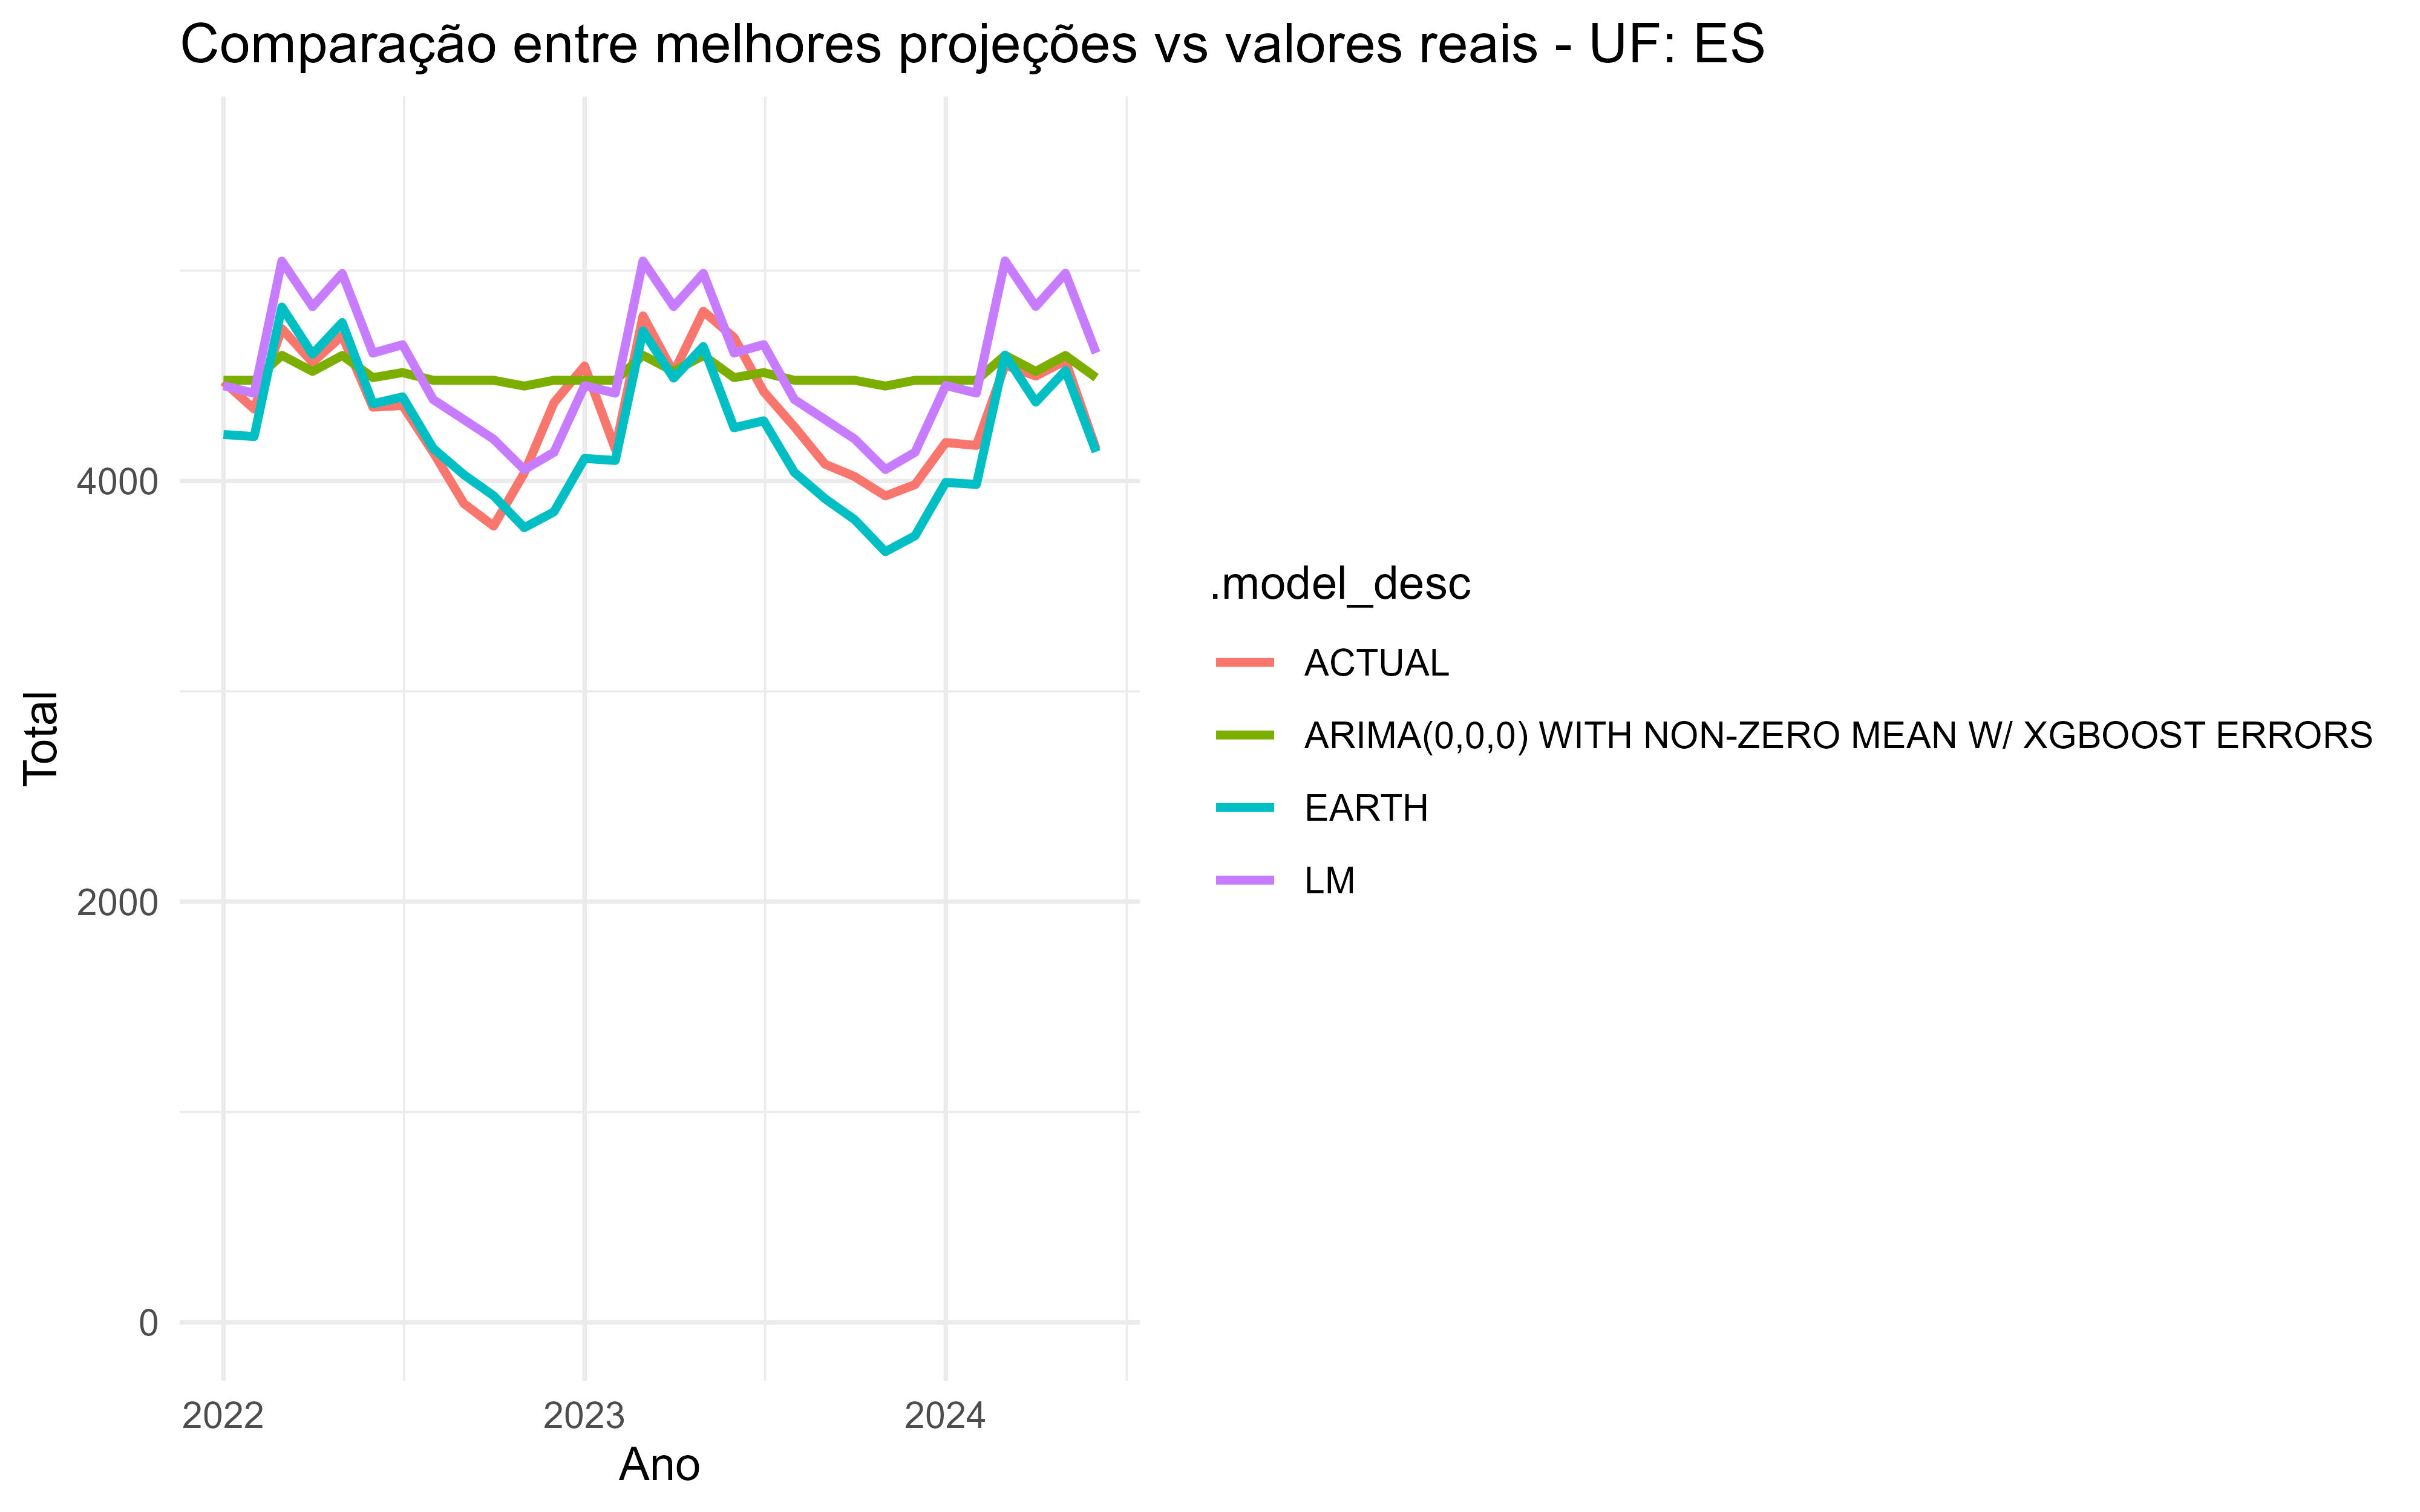 Comparação entre melhores projeções vs valores reais - UF: ES
Total
4000
2000
0
2022
2023
2024
Ano
.model_desc
ACTUAL
ARIMA(0,0,0) WITH NON-ZERO MEAN W/ XGBOOST ERRORS
EARTH
LM